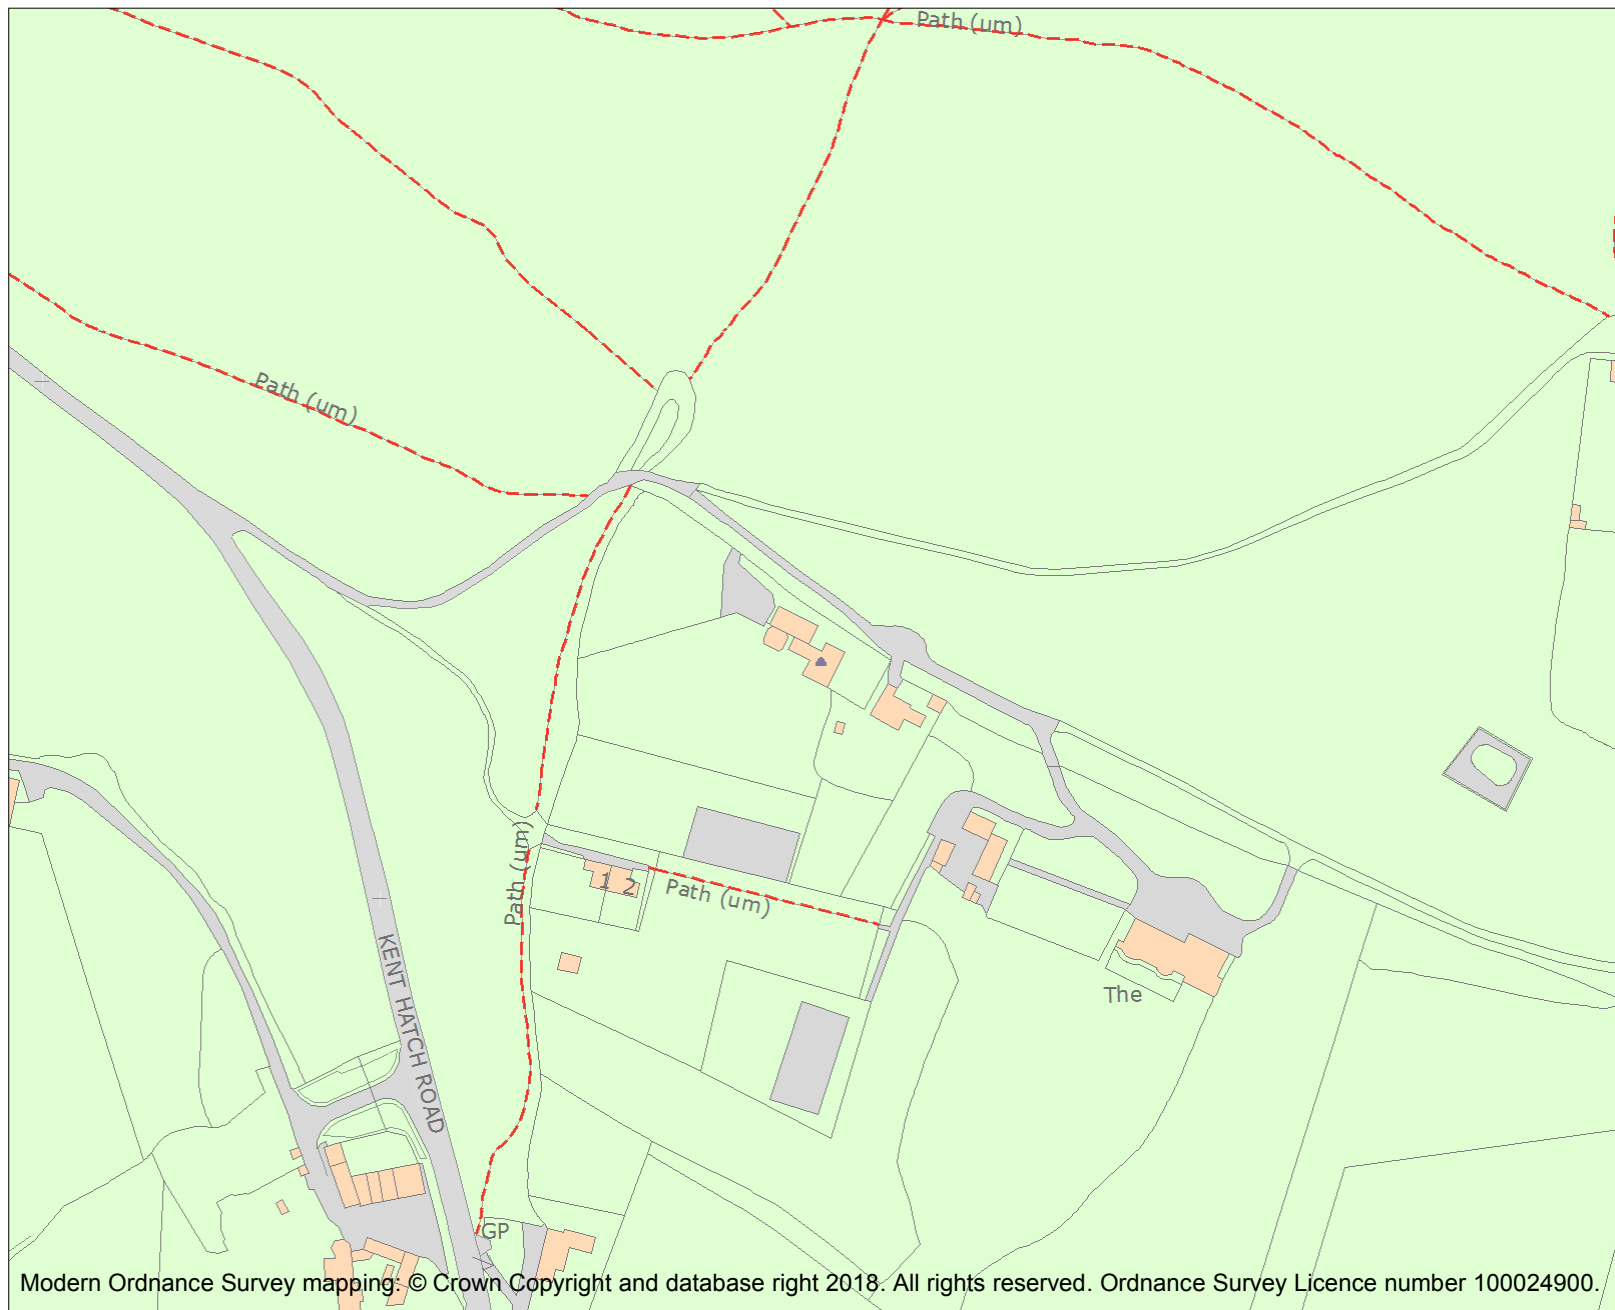 Path (um)
Path (um)
Path (um)
1 2
Path (um)
KENT HATCH ROAD
The
GP
Modern Ordnance Survey mapping: © Crown Copyright and database right 2018. All rights reserved. Ordnance Survey Licence number 100024900.